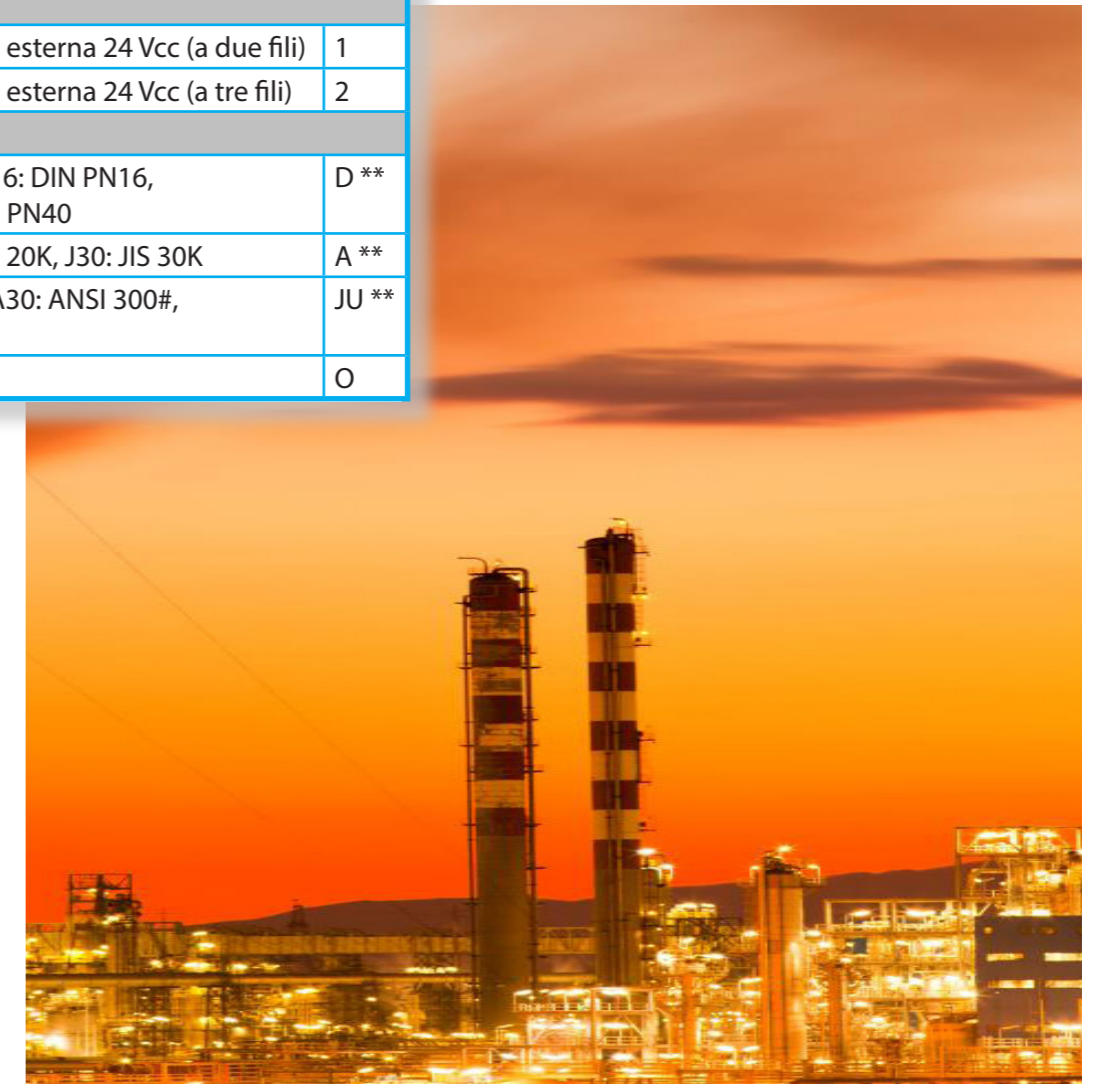 esterna 24 Vcc (a due fili) 1
esterna 24 Vcc (a tre fili) 2
6: DIN PN16, D **
PN40
20K, J30: JIS 30K A **
A30: ANSI 300#, JU **
O